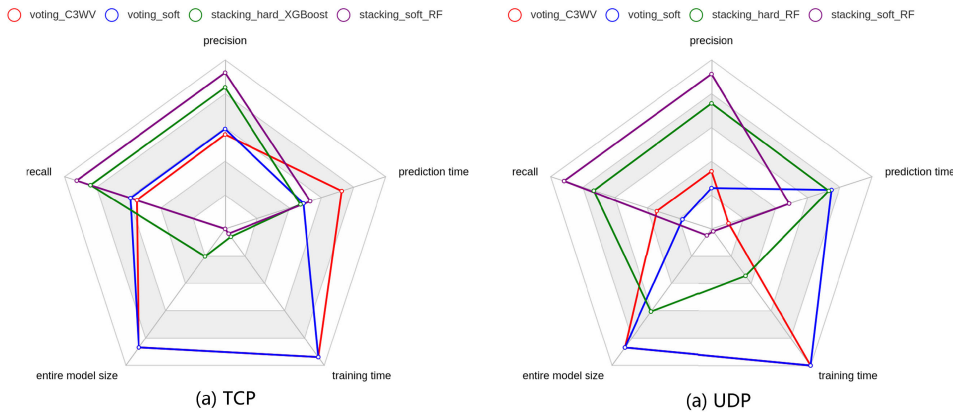 voting_C3WV voting_soft stacking_hard_XGBoost stacking_soft_RF
precision
prediction time
training time
entire model size
recall
(a) TCP
voting_C3WV voting_soft stacking_hard_RF stacking_soft_RF
precision
prediction time
training time
entire model size
recall
(a) UDP